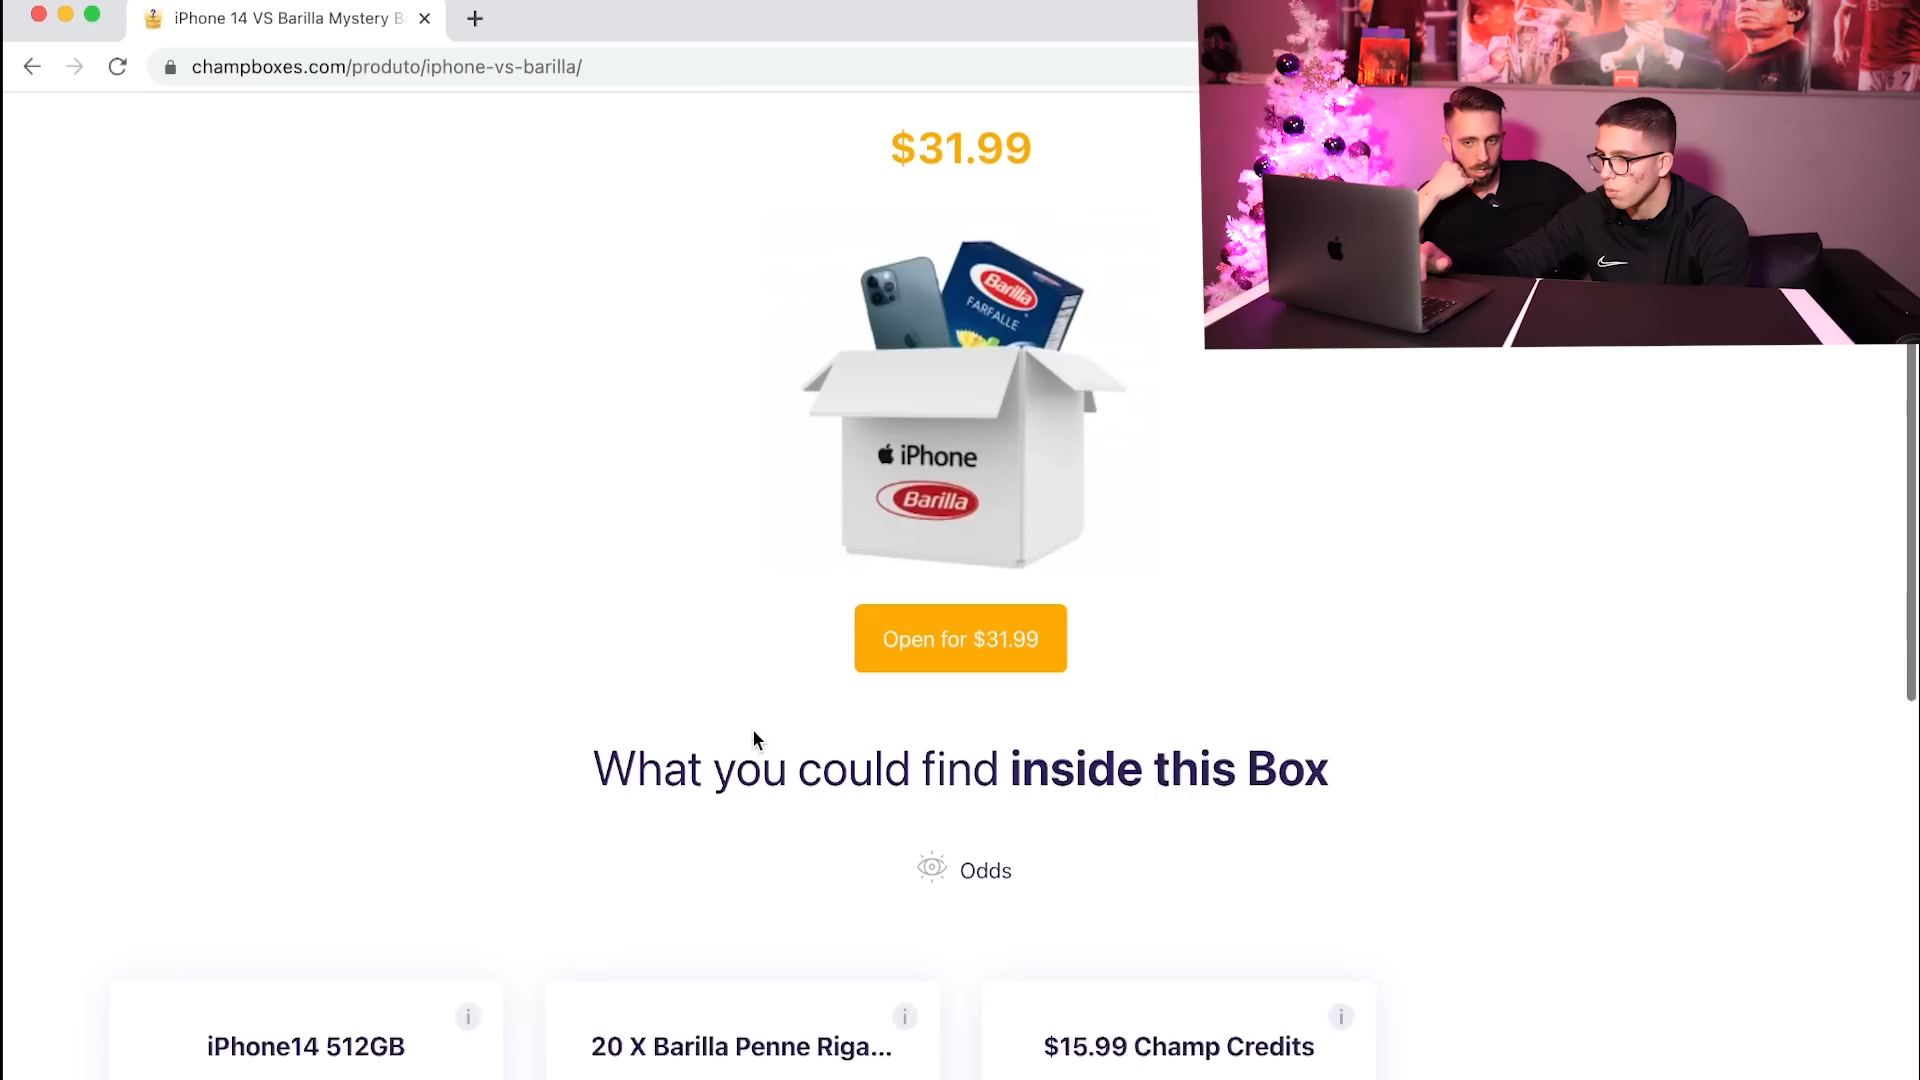 iPhone 14 VS Barilla Mystery B
champboxes.com/produto/iphone-vs-barilla/
$31.99
Barilla
FARFALLE
iPhone
Barilla
Open for $31.99
What you could find inside this Box
Odds
iPhone14 512GB
20 X Barilla Penne Riga...
$15.99 Champ Credits